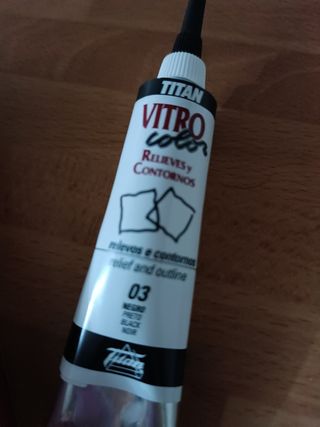 TITAN
VITRO
color
RELIEVES y
CONTORNOS
relevos e contornos
relief and outline
03
NEGRO
PRETO
BLACK
NOIR
Titan